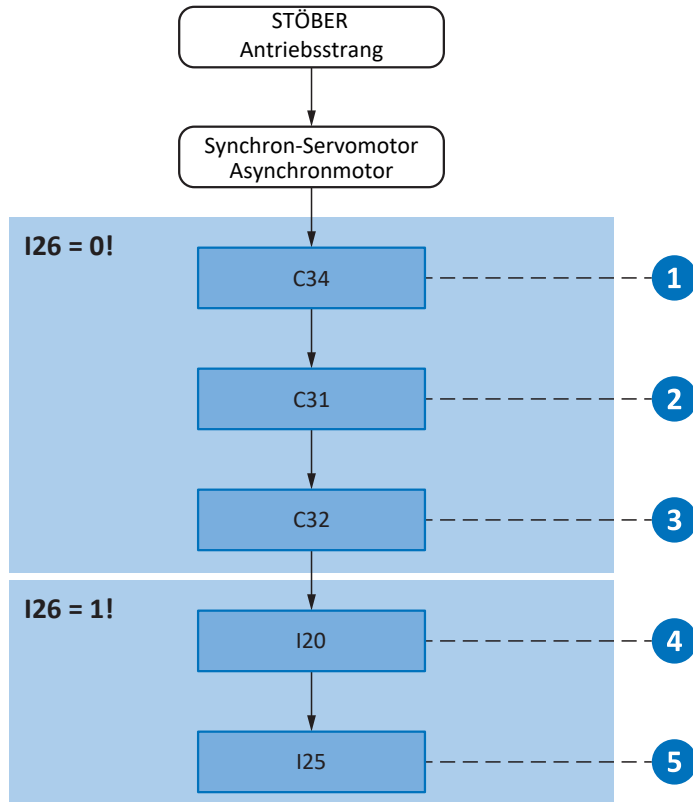 STÖBER
Antriebsstrang
Synchron-Servomotor
Asynchronmotor
I26 = 0!
C34
1
C31
2
C32
3
I26 = 1!
I20
4
I25
5